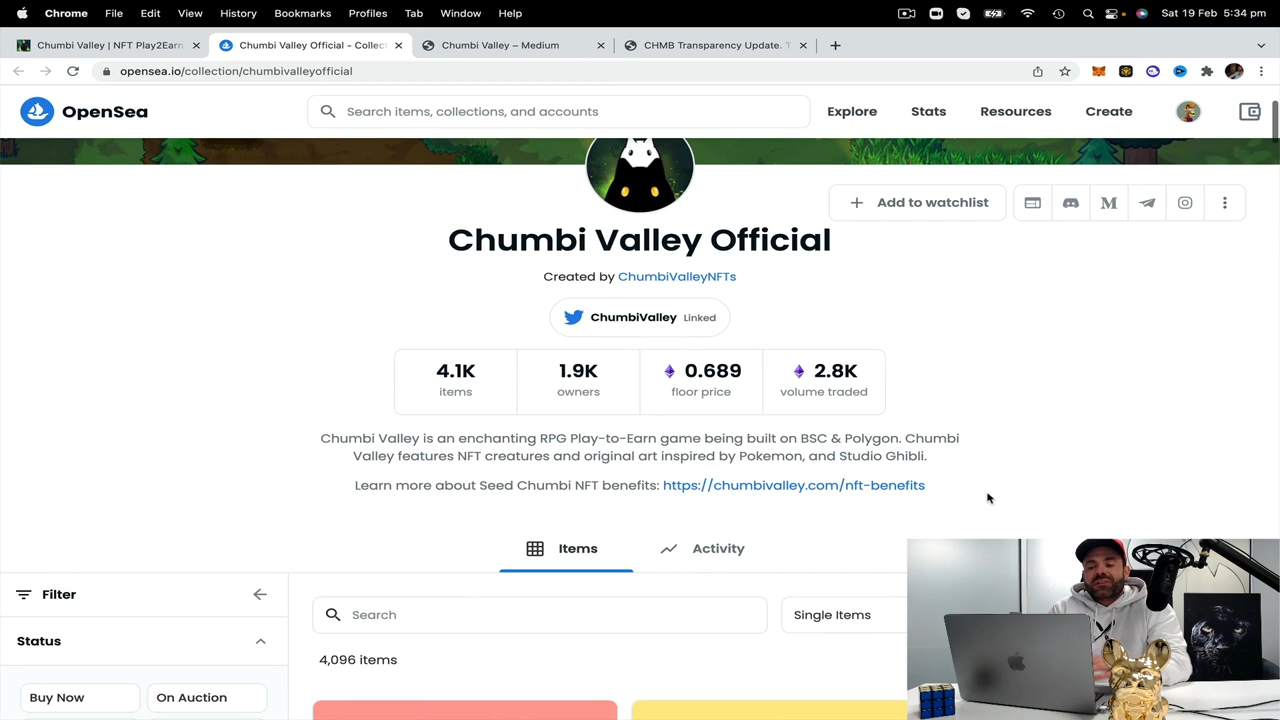 Chrome File Edit View History Bookmarks Profiles Tab Window Help Sat 19 Feb 5:34 pm
Chumbi Valley | NFT Play2Earn Chumbi Valley Official - Collec Chumbi Valley – Medium CHMB Transparency Update. T
opensea.io/collection/chumbivalleyofficial
OpenSea Search items, collections, and accounts Explore Stats Resources Create
Add to watchlist
Chumbi Valley Official
Created by ChumbiValleyNFTs
ChumbiValley Linked
4.1K 1.9K 0.689 2.8K
items owners floor price volume traded
Chumbi Valley is an enchanting RPG Play-to-Earn game being built on BSC & Polygon. Chumbi
Valley features NFT creatures and original art inspired by Pokemon, and Studio Ghibli.
Learn more about Seed Chumbi NFT benefits: https://chumbivalley.com/nft-benefits
Items Activity
Filter
Search Single Items
Status
4,096 items
Buy Now On Auction